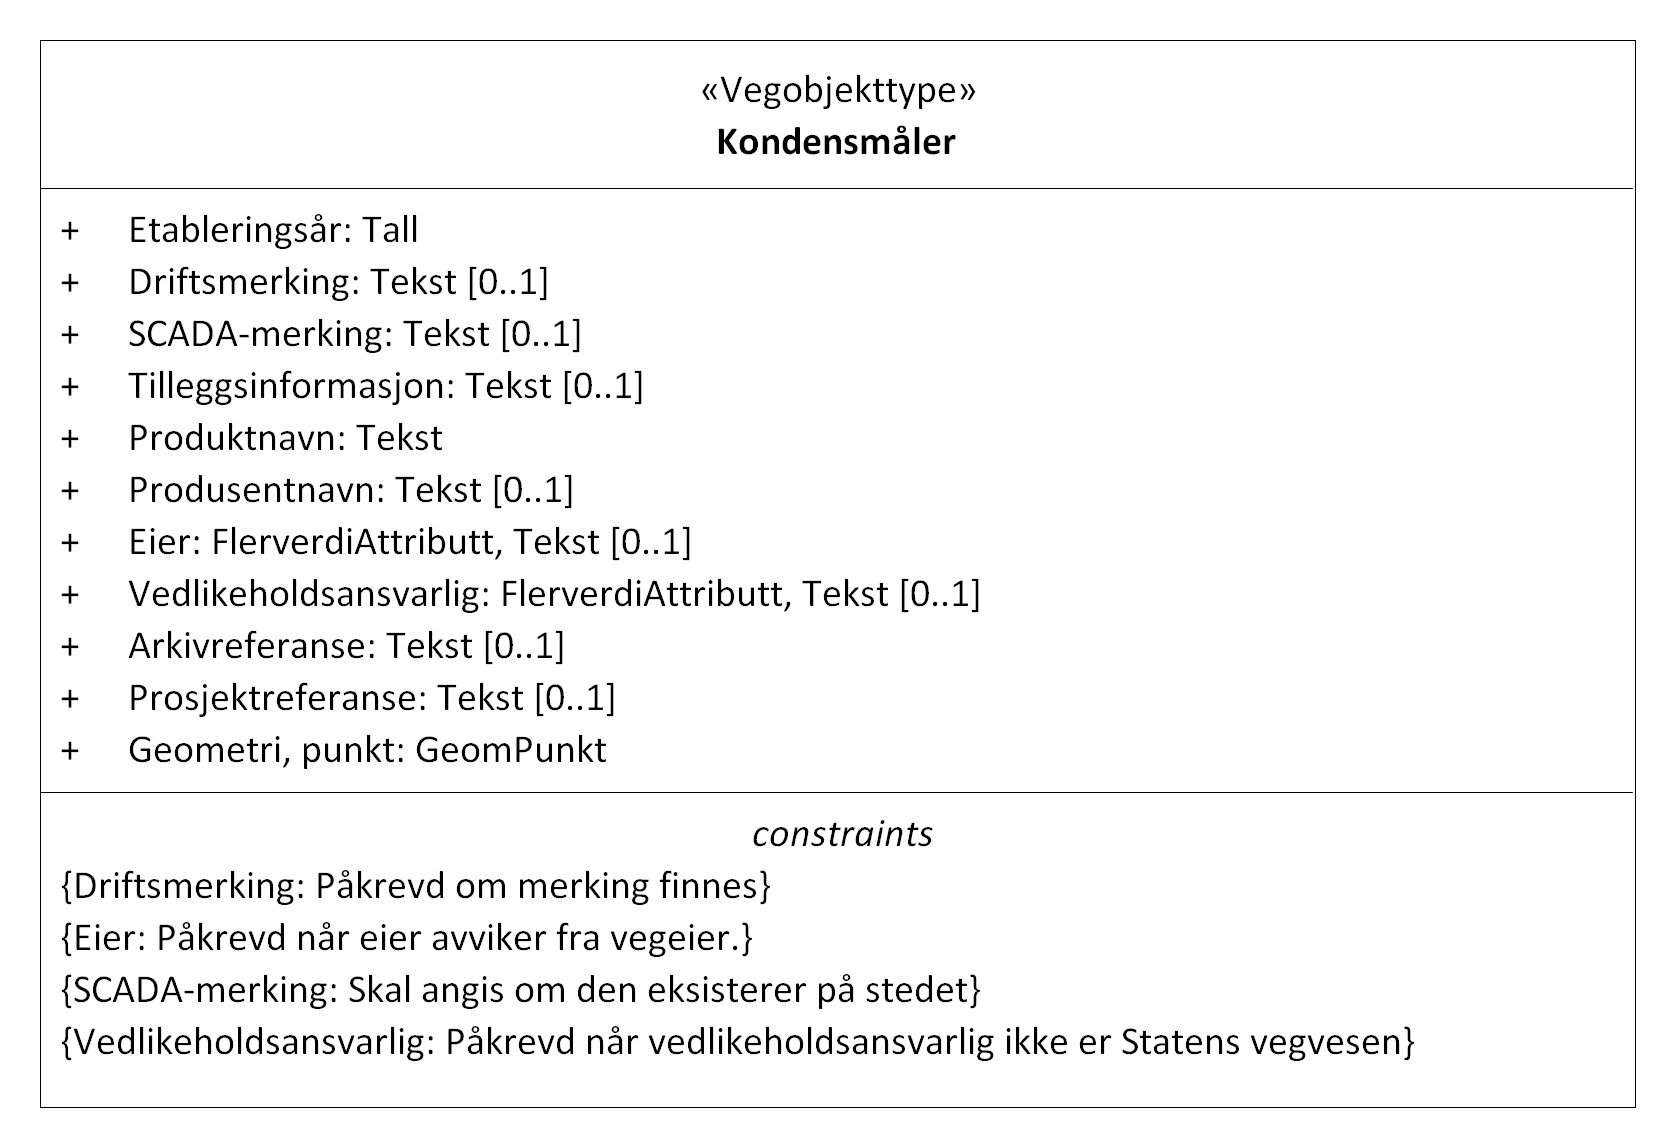 «Vegobjekttype»
Kondensmåler
+ Etableringsår: Tall
+ Driftsmerking: Tekst [0..1]
+ SCADA-merking: Tekst [0..1]
+ Tilleggsinformasjon: Tekst [0..1]
+ Produktnavn: Tekst
+ Produsentnavn: Tekst [0..1]
+ Eier: FlerverdiAttributt, Tekst [0..1]
+ Vedlikeholdsansvarlig: FlerverdiAttributt, Tekst [0..1]
+ Arkivreferanse: Tekst [0..1]
+ Prosjektreferanse: Tekst [0..1]
+ Geometri, punkt: GeomPunkt
constraints
{Driftsmerking: Påkrevd om merking finnes}
{Eier: Påkrevd når eier avviker fra vegeier.}
{SCADA-merking: Skal angis om den eksisterer på stedet}
{Vedlikeholdsansvarlig: Påkrevd når vedlikeholdsansvarlig ikke er Statens vegvesen}